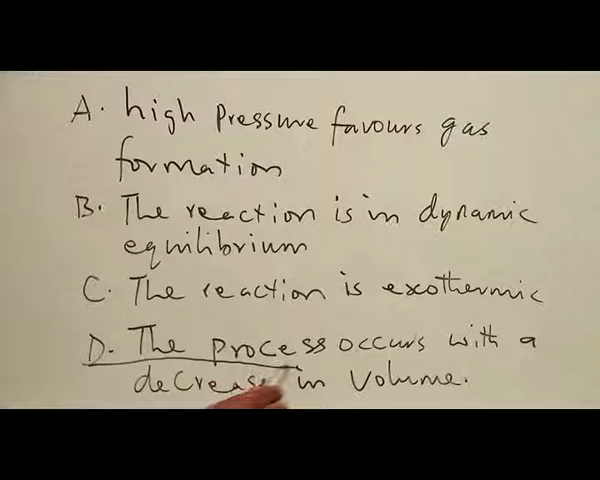 A. high pressure favours gas
formation
B. The reaction is in dynamic
equilibrium
C. The reaction is exothermic
D. The process occurs with a
decrease in volume.